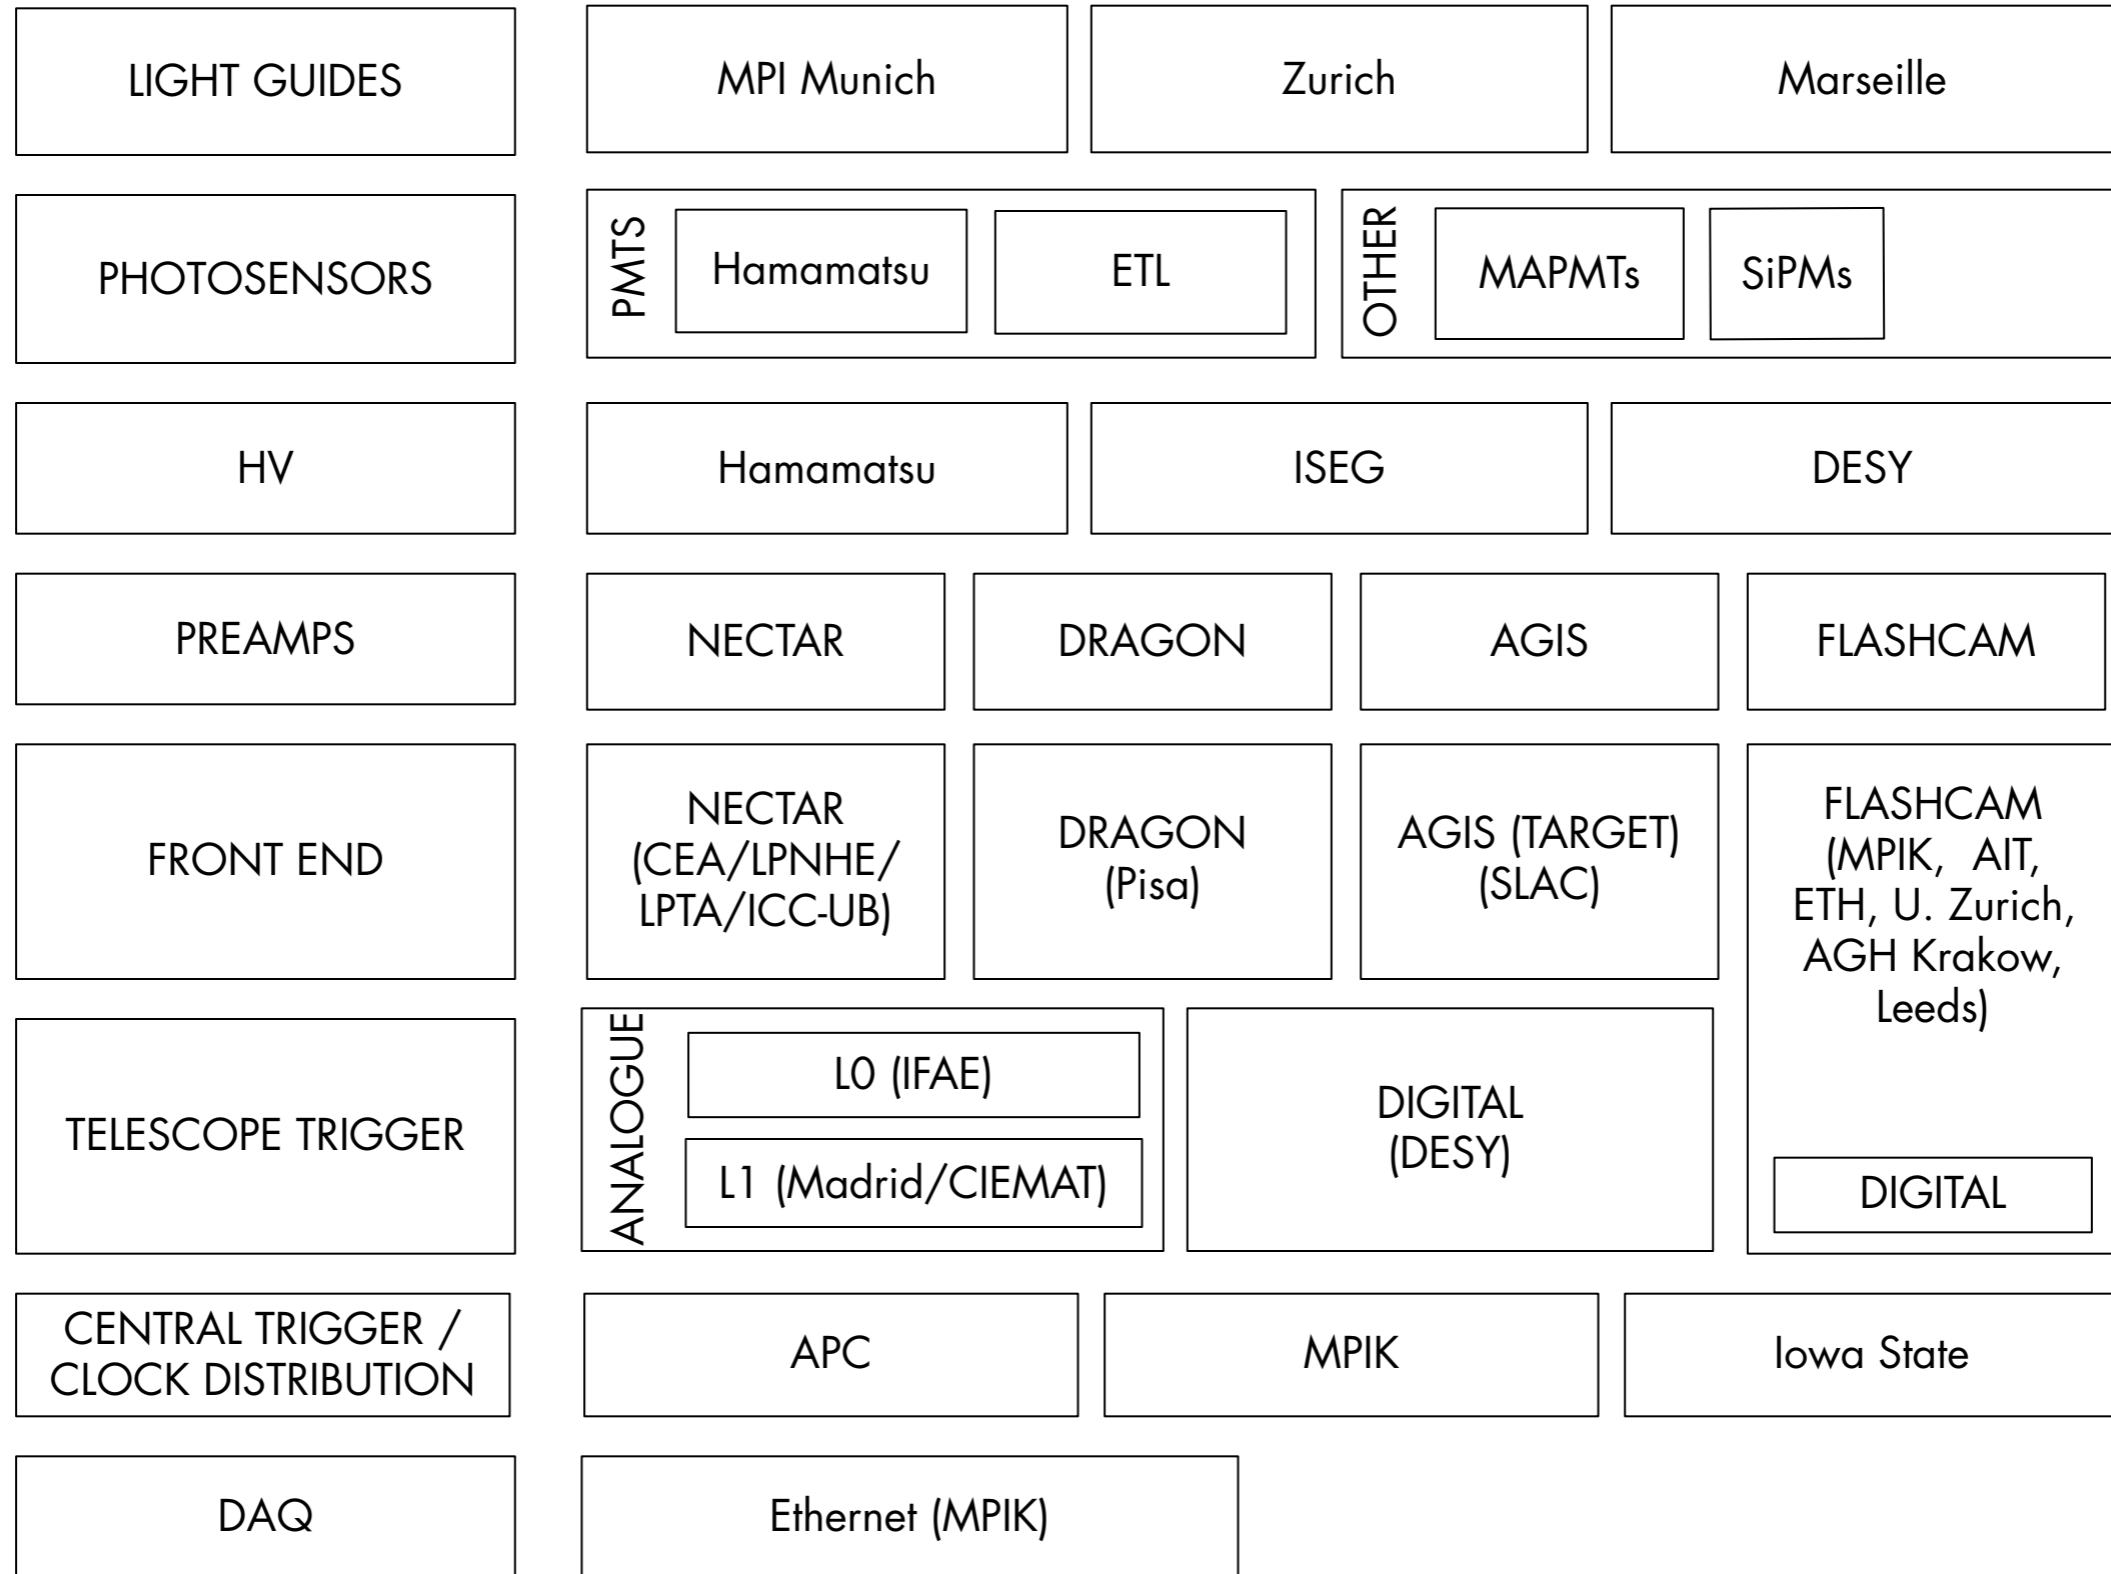 LIGHT GUIDES
MPI Munich
Zurich
Marseille
PHOTOSENSORS
PMTS
Hamamatsu
ETL
OTHER
MAPMTs
SiPMs
HV
Hamamatsu
ISEG
DESY
PREAMPS
NECTAR
DRAGON
AGIS
FLASHCAM
FRONT END
NECTAR
(CEA/LPNHE/
LPTA/ICC-UB)
DRAGON
(Pisa)
AGIS (TARGET)
(SLAC)
FLASHCAM
(MPIK, AIT,
ETH, U. Zurich,
AGH Krakow,
Leeds)
TELESCOPE TRIGGER
ANALOGUE
L0 (IFAE)
L1 (Madrid/CIEMAT)
DIGITAL
(DESY)
DIGITAL
CENTRAL TRIGGER /
CLOCK DISTRIBUTION
APC
MPIK
Iowa State
DAQ
Ethernet (MPIK)